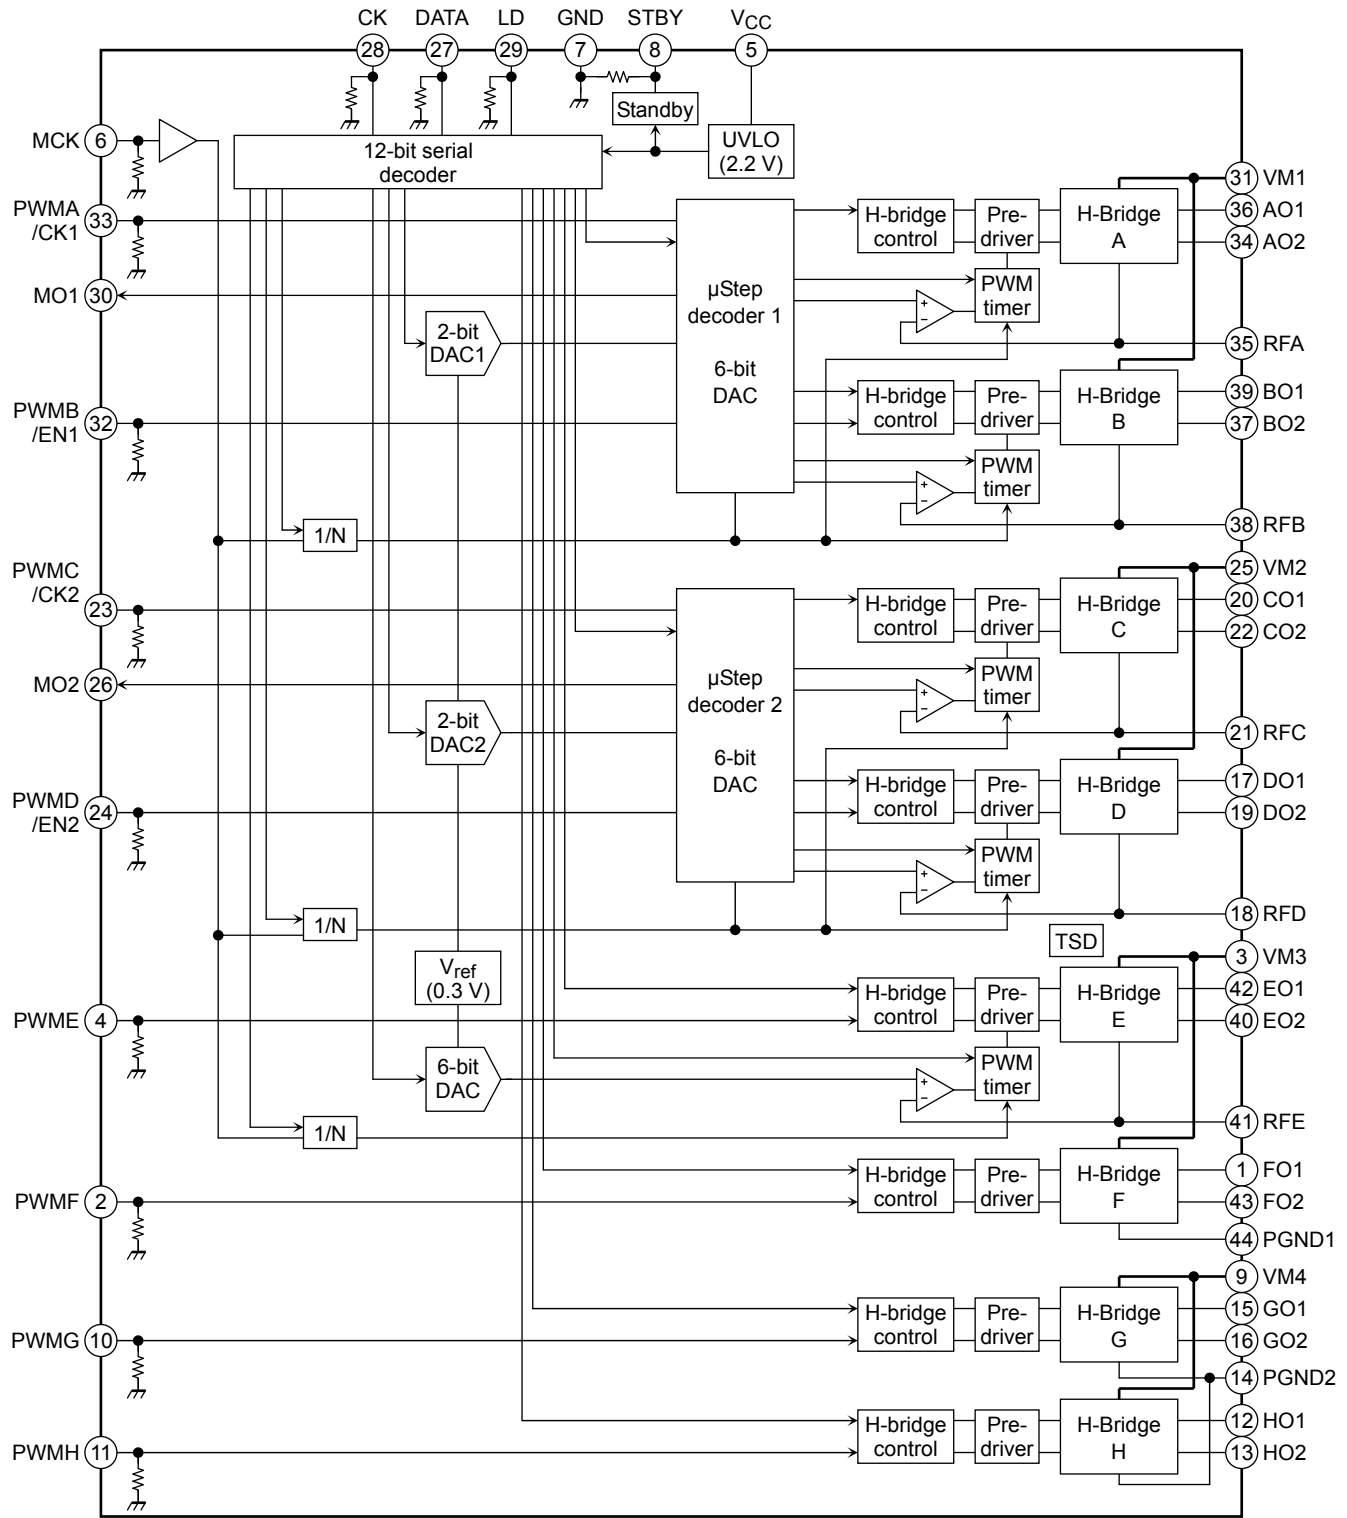 CK DATA LD GND STBY VCC
28 27 29 7 8 5
Standby
MCK 6
12-bit serial
decoder
UVLO
(2.2 V)
31 VM1
PWMA
/CK1
33
H-bridge
control
Pre-
driver
H-Bridge
A
36 AO1
34 AO2
MO1 30
µStep
decoder 1
6-bit
DAC
+
−
PWM
timer
2-bit
DAC1
35 RFA
PWMB
/EN1
32
H-bridge
control
Pre-
driver
H-Bridge
B
39 BO1
37 BO2
+
−
PWM
timer
1/N
38 RFB
25 VM2
PWMC
/CK2
23
H-bridge
control
Pre-
driver
H-Bridge
C
20 CO1
22 CO2
MO2 26
µStep
decoder 2
6-bit
DAC
+
−
PWM
timer
2-bit
DAC2
21 RFC
PWMD
/EN2
24
H-bridge
control
Pre-
driver
H-Bridge
D
17 DO1
19 DO2
+
−
PWM
timer
1/N
18 RFD
TSD
3 VM3
Vref
(0.3 V)
PWME 4
H-bridge
control
Pre-
driver
H-Bridge
E
42 EO1
40 EO2
6-bit
DAC
+
−
PWM
timer
1/N
41 RFE
PWMF 2
H-bridge
control
Pre-
driver
H-Bridge
F
1 FO1
43 FO2
44 PGND1
9 VM4
PWMG 10
H-bridge
control
Pre-
driver
H-Bridge
G
15 GO1
16 GO2
14 PGND2
PWMH 11
H-bridge
control
Pre-
driver
H-Bridge
H
12 HO1
13 HO2